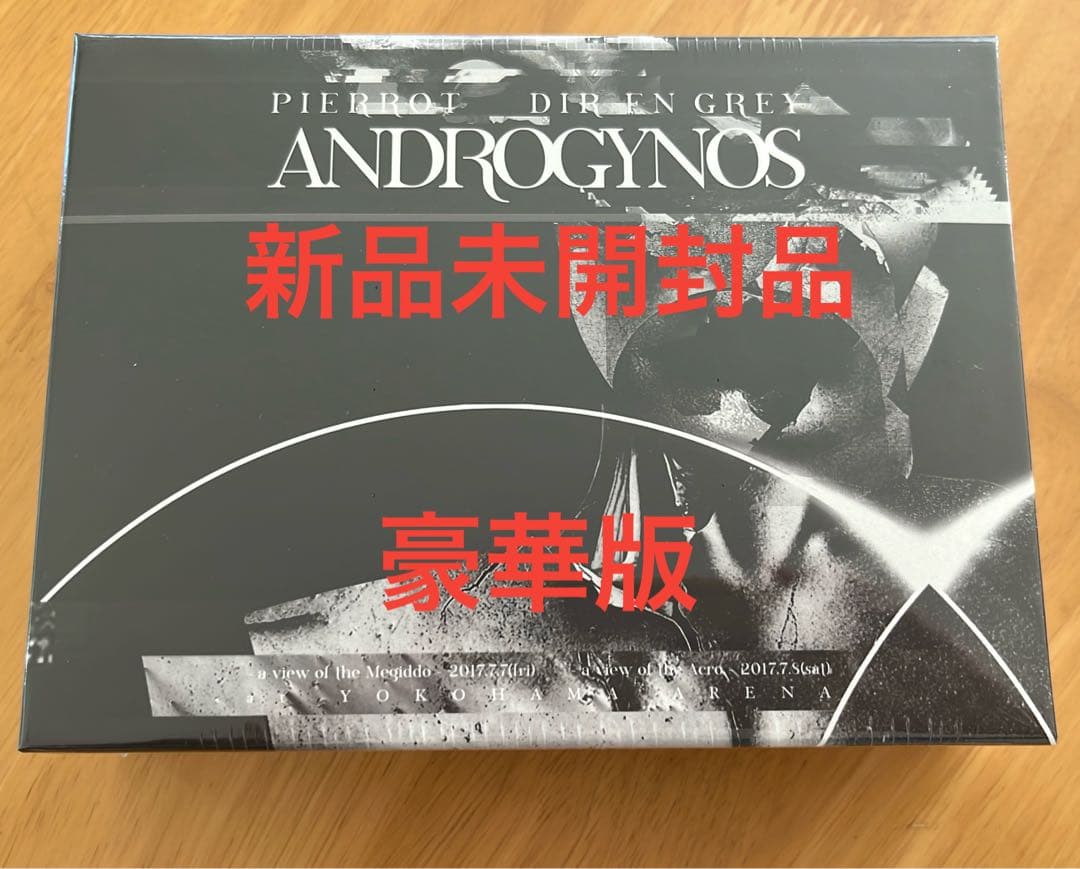 PIERROT DIR EN GREY
ANDROGYNOS
新品未開封品
豪華版
- a view of the Megiddo - 2017.7.7(fri) - a view of the Acro - 2017.7.8(sat)
at YOKOHAMA ARENA